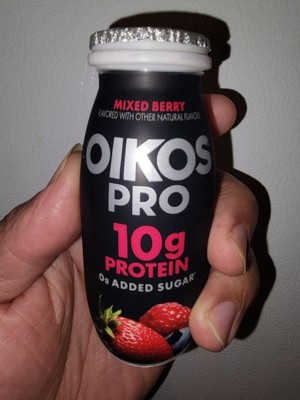 MIXED BERRY
FLAVORED WITH OTHER NATURAL FLAVORS
OIKOS
PRO
10g
PROTEIN
0g ADDED SUGAR*